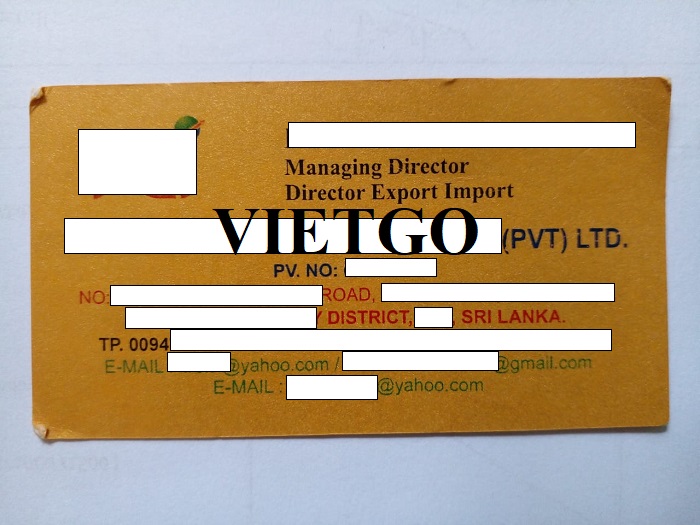 Managing Director
Director Export Import
VIETGO
(PVT) LTD.
PV. NO:
NO: ROAD,
DISTRICT, , SRI LANKA.
TP. 0094
E-MAIL @yahoo.com / @gmail.com
E-MAIL : @yahoo.com